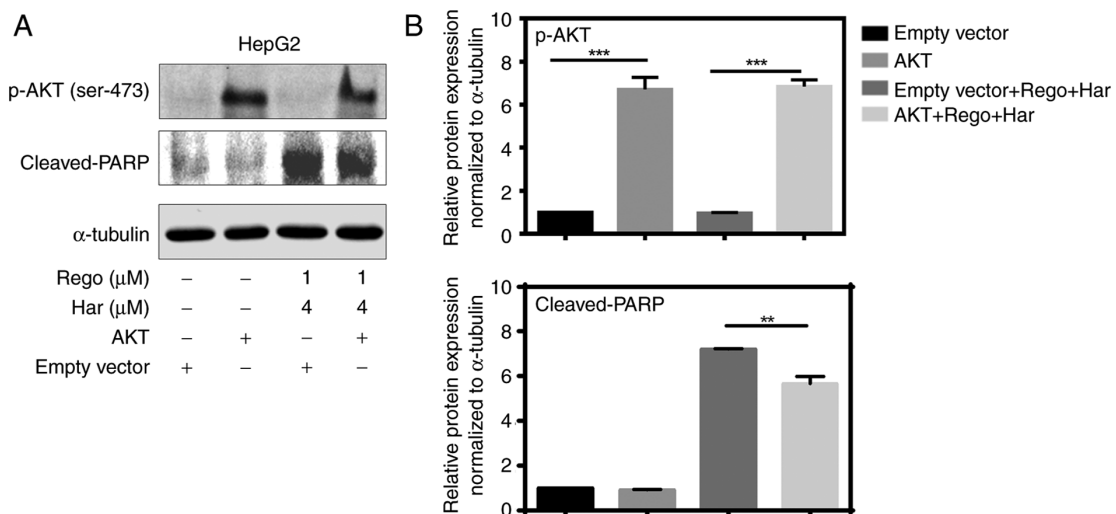 A
HepG2
p-AKT (ser-473)
Cleaved-PARP
α-tubulin
Rego (μM) – – 1 1
Har (μM) – – 4 4
AKT – + – +
Empty vector + – + –
B
Relative protein expression
normalized to α-tubulin
10
8
6
4
2
0
p-AKT
***
***
Empty vector
AKT
Empty vector+Rego+Har
AKT+Rego+Har
Relative protein expression
normalized to α-tubulin
10
8
6
4
2
0
Cleaved-PARP
**